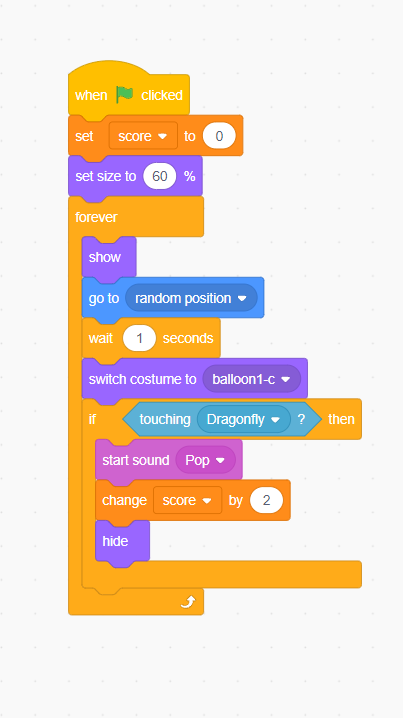 when clicked
set score to 0
set size to 60 %
forever
show
go to random position
wait 1 seconds
switch costume to balloon1-c
if touching Dragonfly ? then
start sound Pop
change score by 2
hide